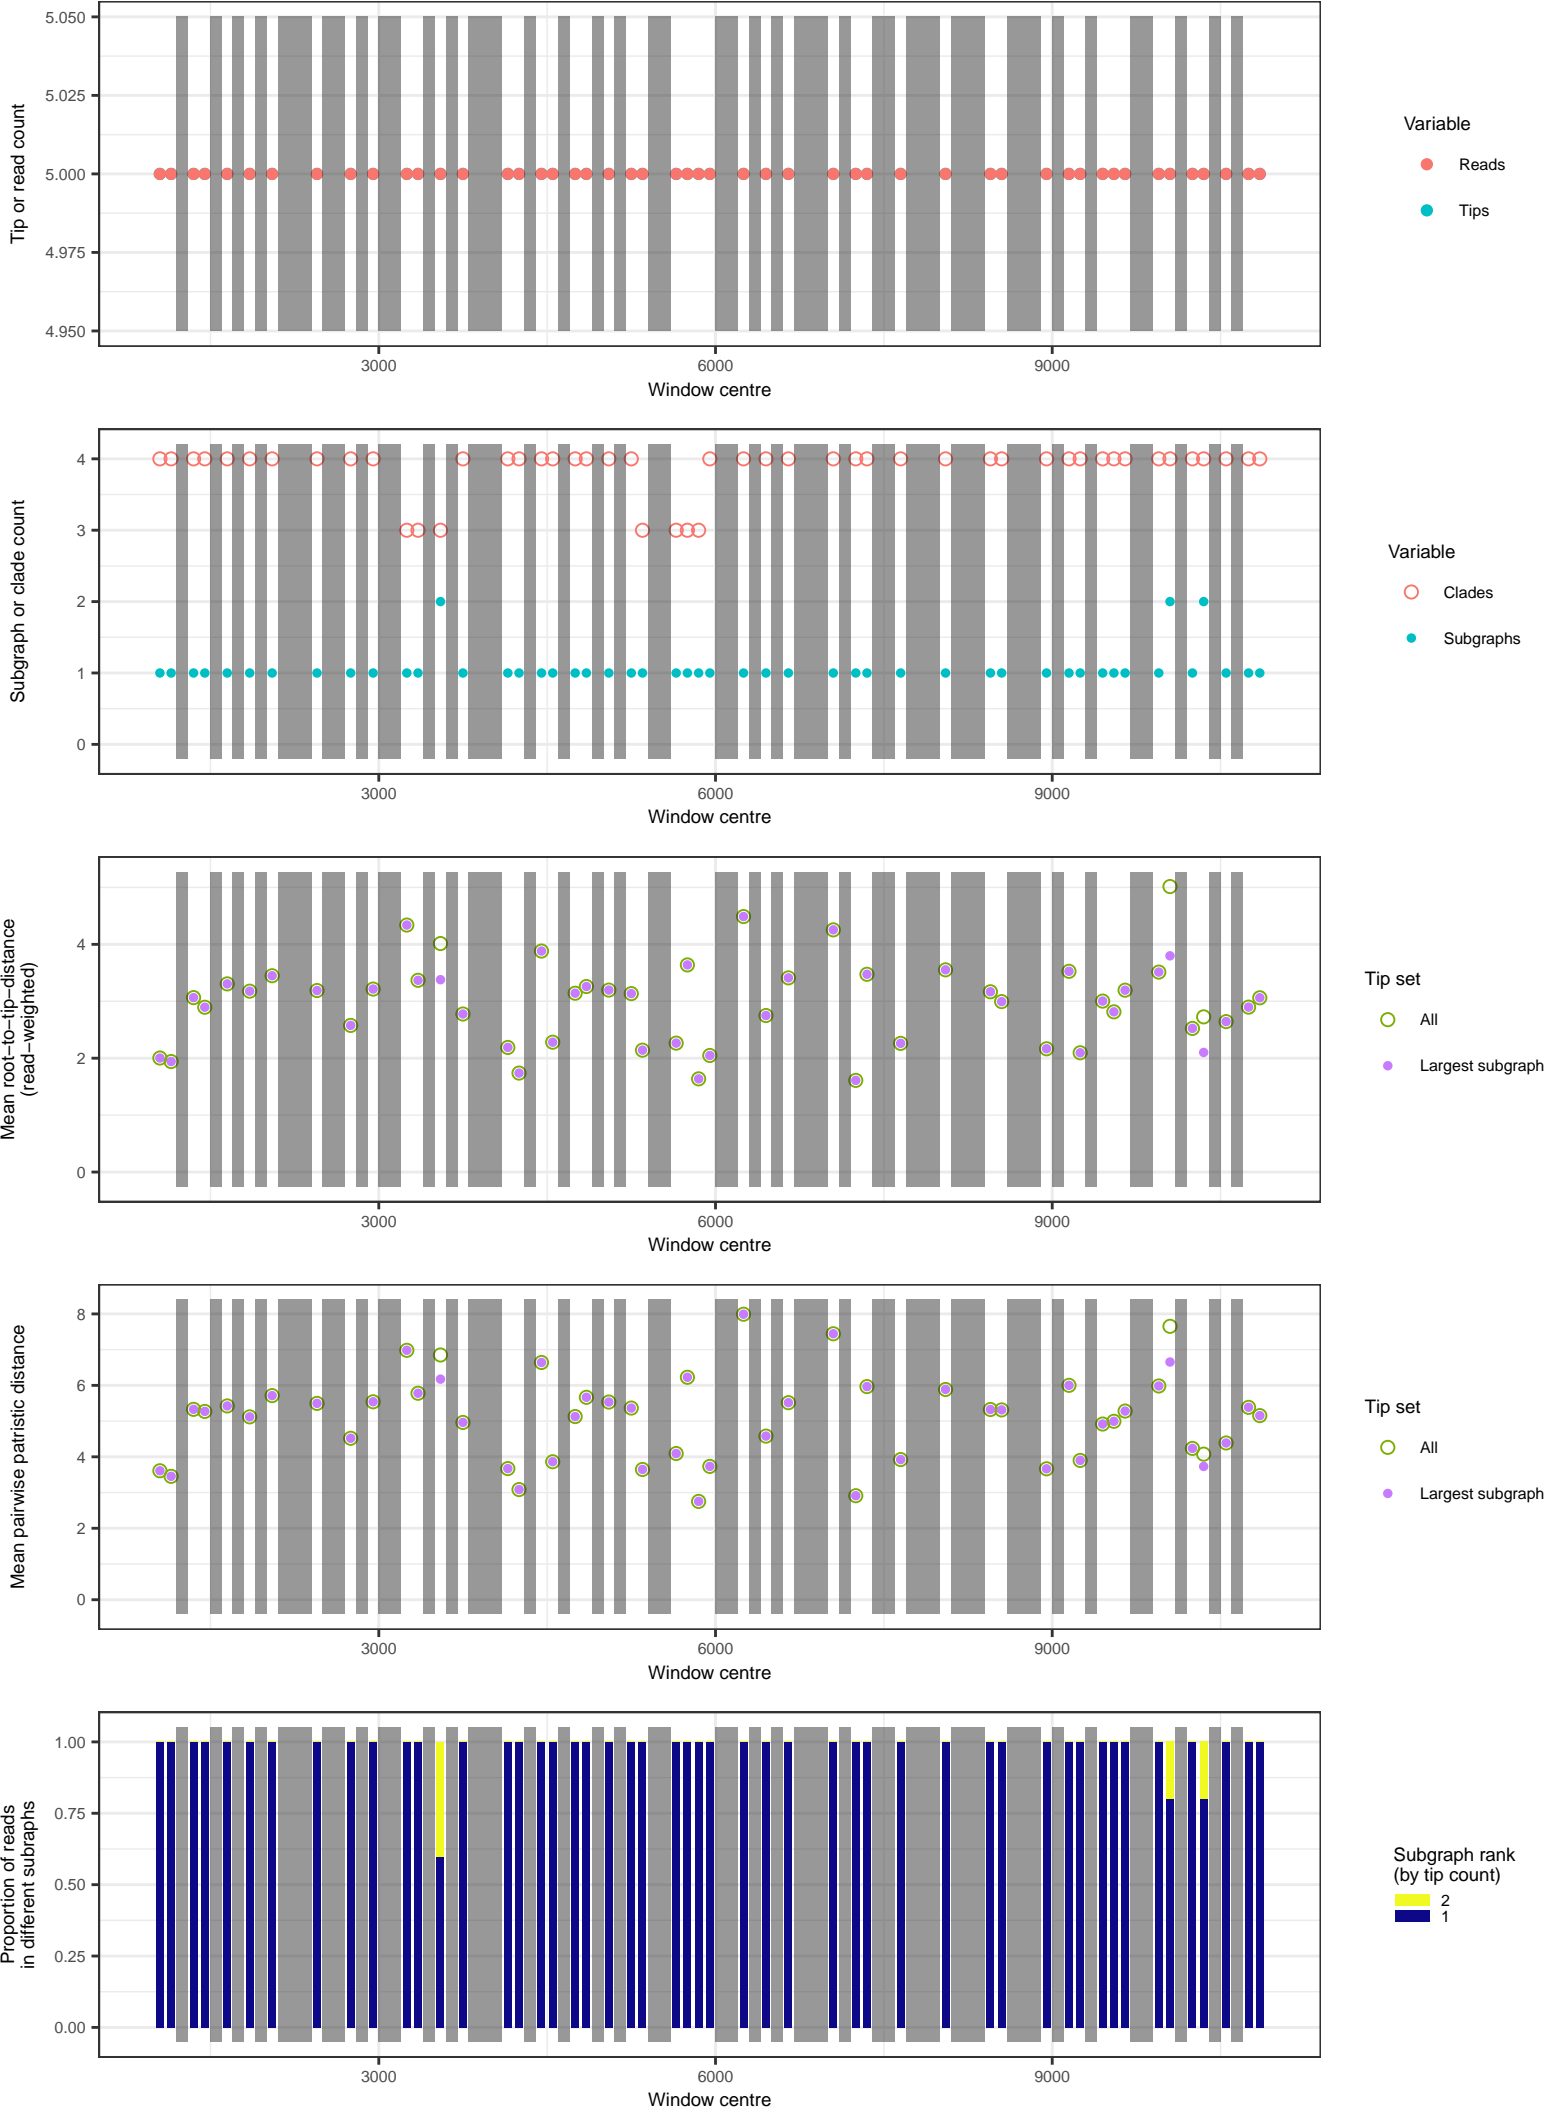 5.050
5.025
5.000
4.975
4.950
Tip or read count
3000 6000 9000
Window centre
Variable
Reads
Tips
4
3
2
1
0
Subgraph or clade count
3000 6000 9000
Window centre
Variable
Clades
Subgraphs
4
2
0
Mean root−to−tip−distance
(read−weighted)
3000 6000 9000
Window centre
Tip set
All
Largest subgraph
8
6
4
2
0
Mean pairwise patristic distance
3000 6000 9000
Window centre
Tip set
All
Largest subgraph
1.00
0.75
0.50
0.25
0.00
Proportion of reads
in different subraphs
3000 6000 9000
Window centre
Subgraph rank
(by tip count)
2
1